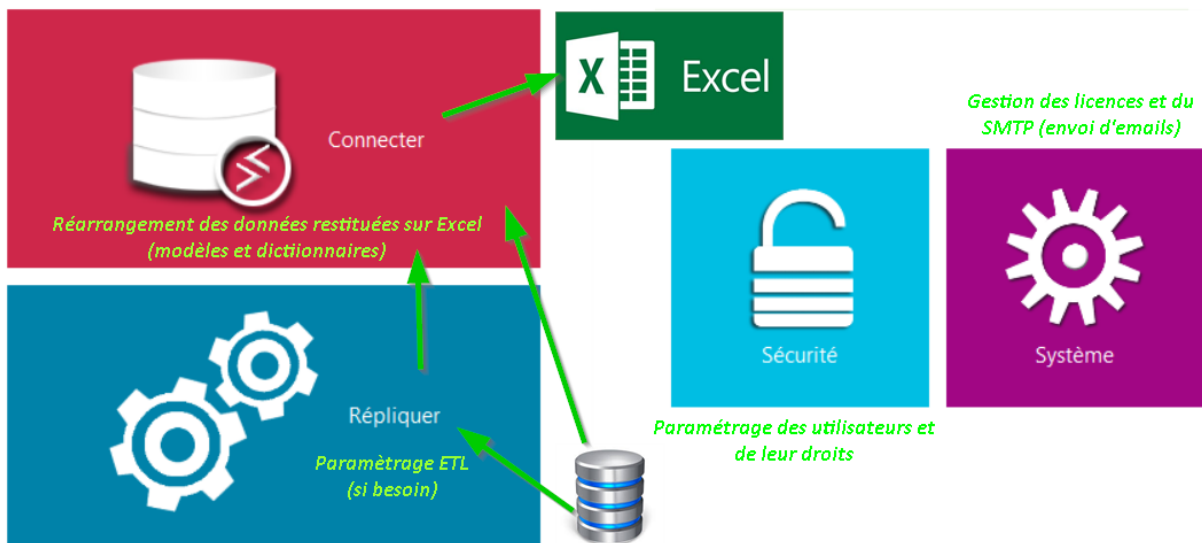 Connecter
Réarrangement des données restituées sur Excel
(modèles et dictiionnaires)
X
Excel
Gestion des licences et du
SMTP (envoi d'emails)
Sécurité
Système
Répliquer
Paramètrage ETL
(si besoin)
Paramétrage des utilisateurs et
de leur droits